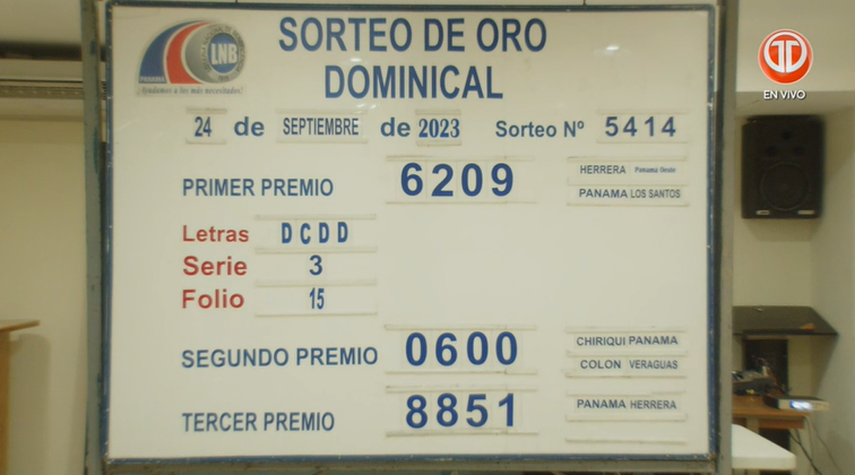 SORTEO DE ORO
DOMINICAL
LNB
PANAMA
¡Ayudamos a los más necesitados!
EN VIVO
24 de SEPTIEMBRE de 2023 Sorteo Nº 5414
PRIMER PREMIO 6209 HERRERA Panamá Oeste
PANAMA LOS SANTOS
Letras DCDD
Serie 3
Folio 15
SEGUNDO PREMIO 0600 CHIRIQUI PANAMA
COLON VERAGUAS
TERCER PREMIO 8851 PANAMA HERRERA